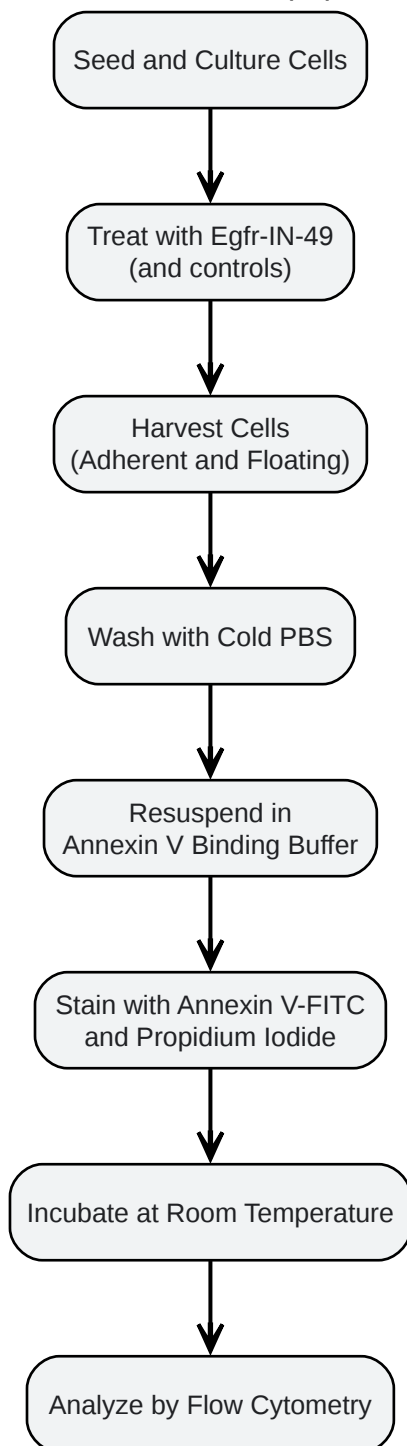 Seed and Culture Cells
Treat with Egfr-IN-49
(and controls)
Harvest Cells
(Adherent and Floating)
Wash with Cold PBS
Resuspend in
Annexin V Binding Buffer
Stain with Annexin V-FITC
and Propidium Iodide
Incubate at Room Temperature
Analyze by Flow Cytometry